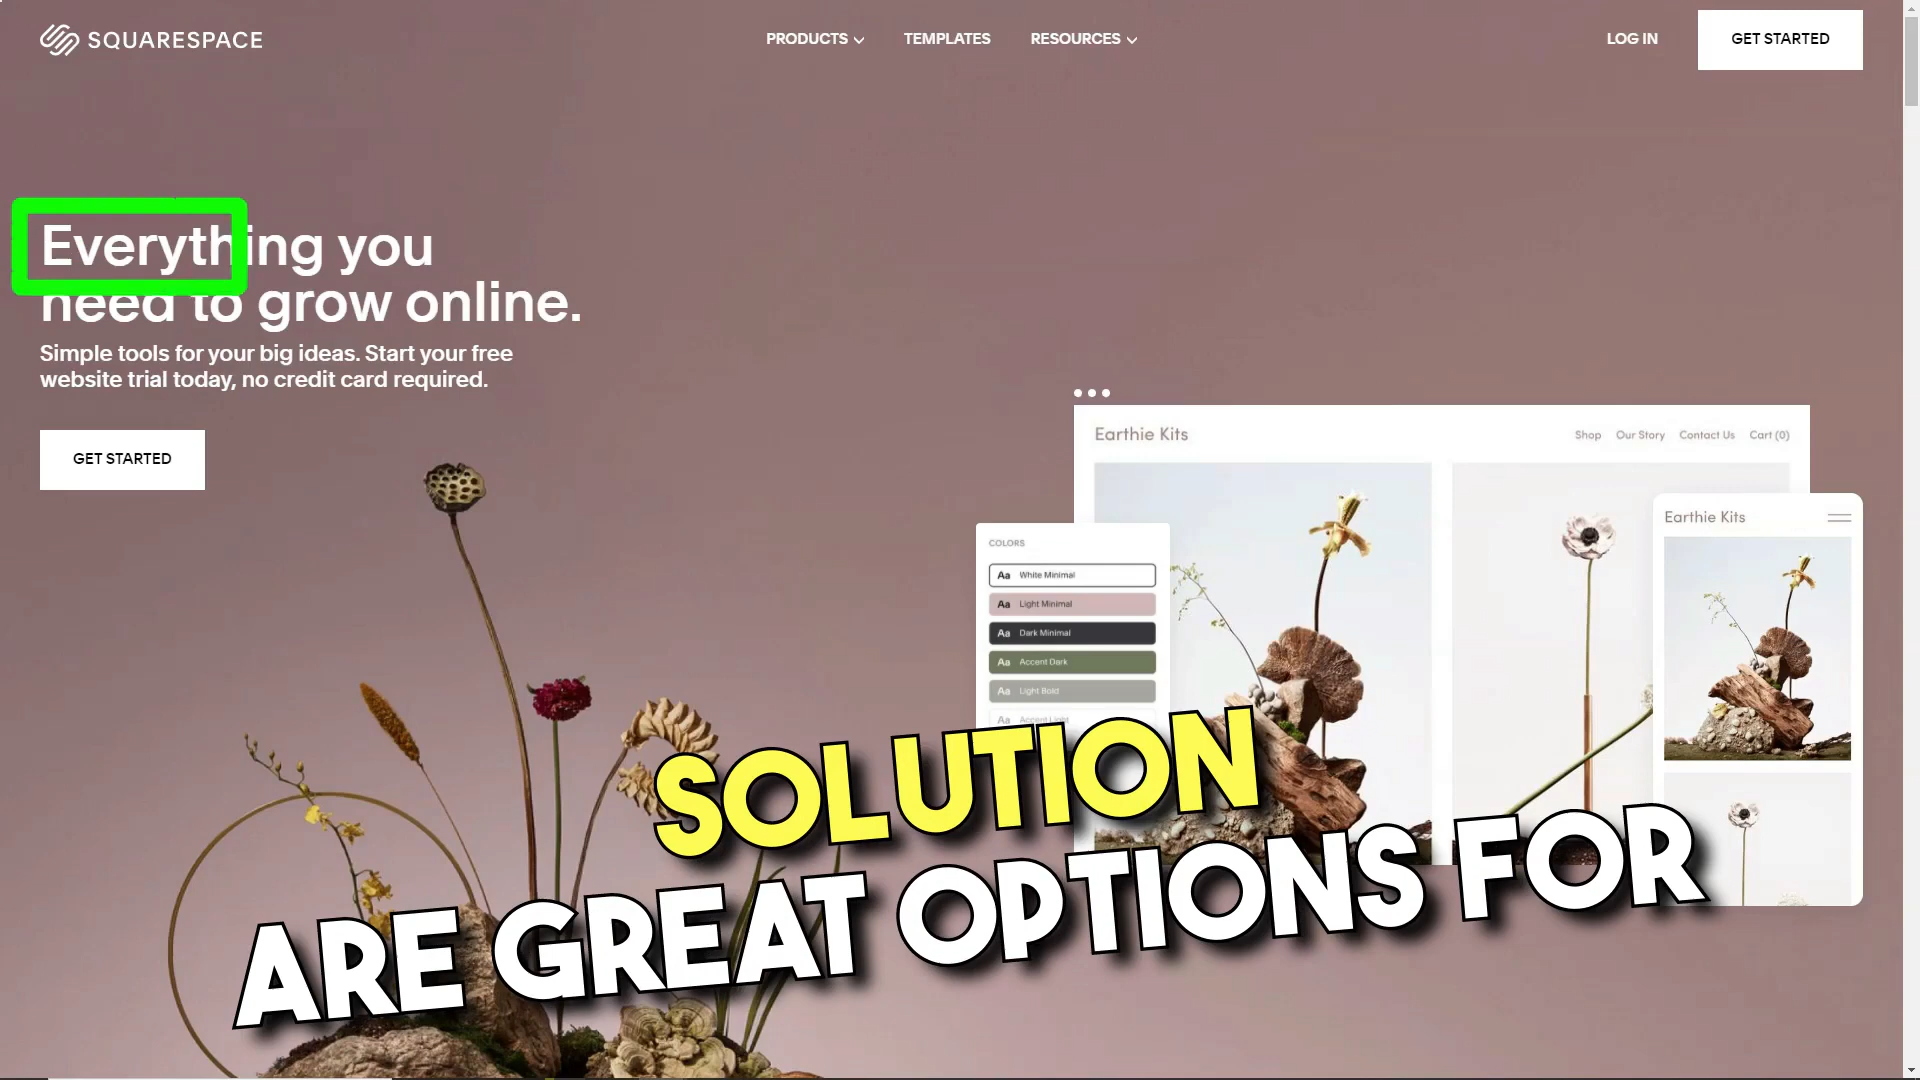 SQUARESPACE
PRODUCTS
TEMPLATES
RESOURCES
LOG IN
GET STARTED
Everything you
need to grow online.
Simple tools for your big ideas. Start your free
website trial today, no credit card required.
GET STARTED
Earthie Kits
Shop
Our Story
Contact Us
Cart (0)
Earthie Kits
COLORS
Aa White Minimal
Aa Light Minimal
Aa Dark Minimal
Aa Accent Dark
Aa Light Bold
Aa Accent Light
SOLUTION
ARE GREAT OPTIONS FOR